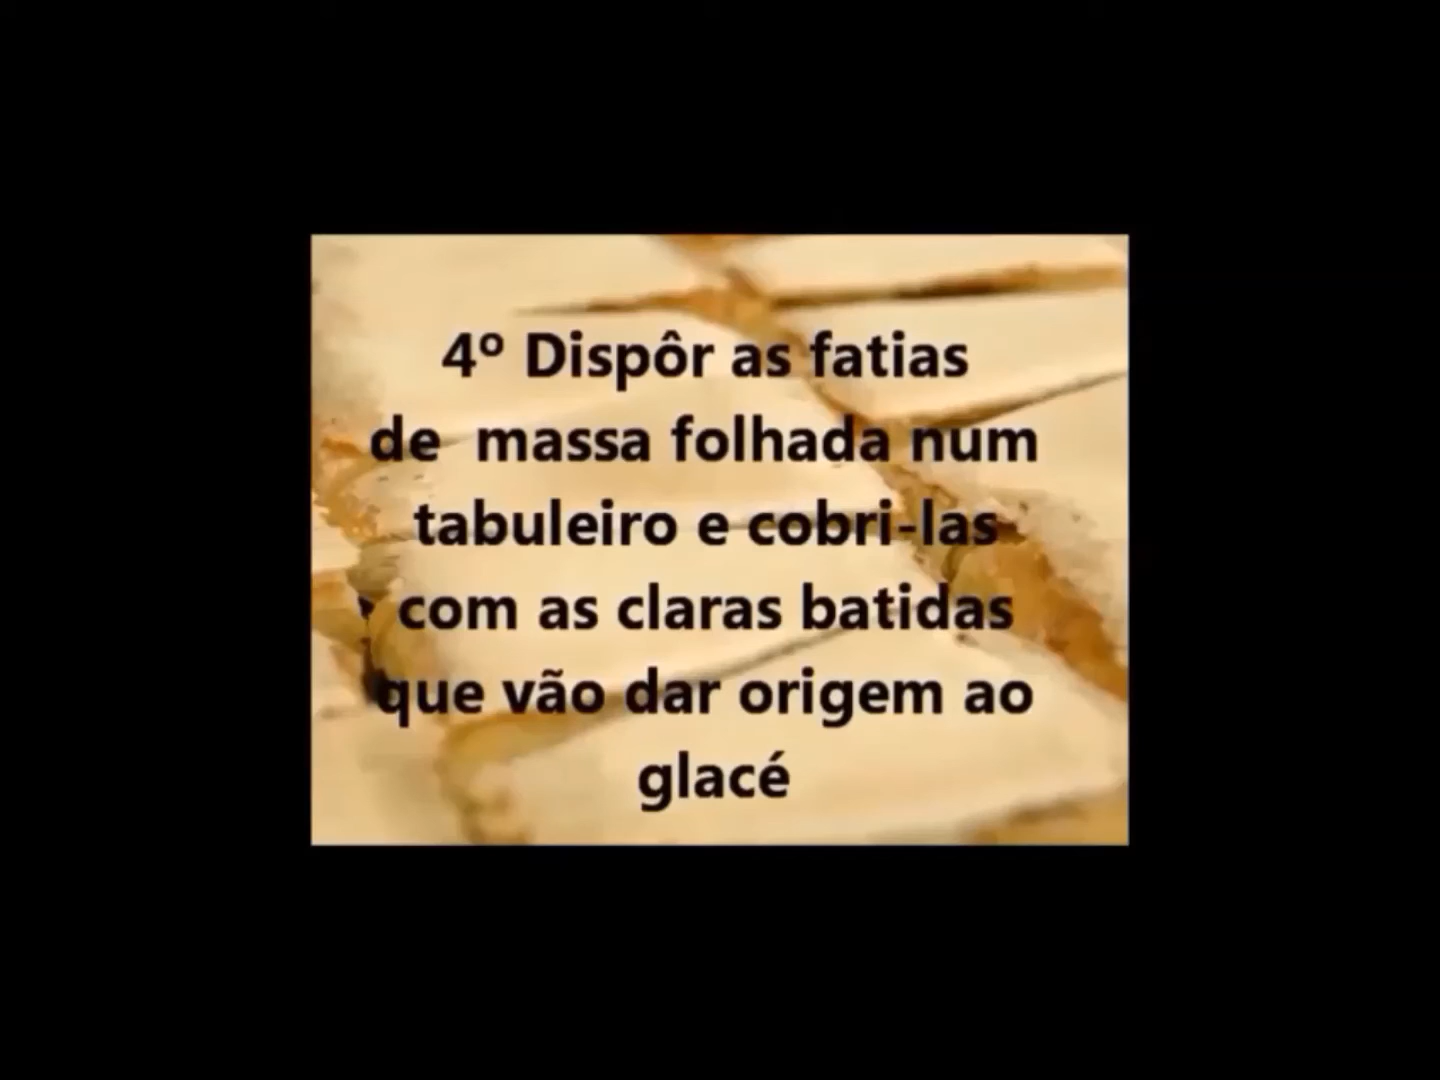 4º Dispôr as fatias
de massa folhada num
tabuleiro e cobri-las
com as claras batidas
que vão dar origem ao
glacé